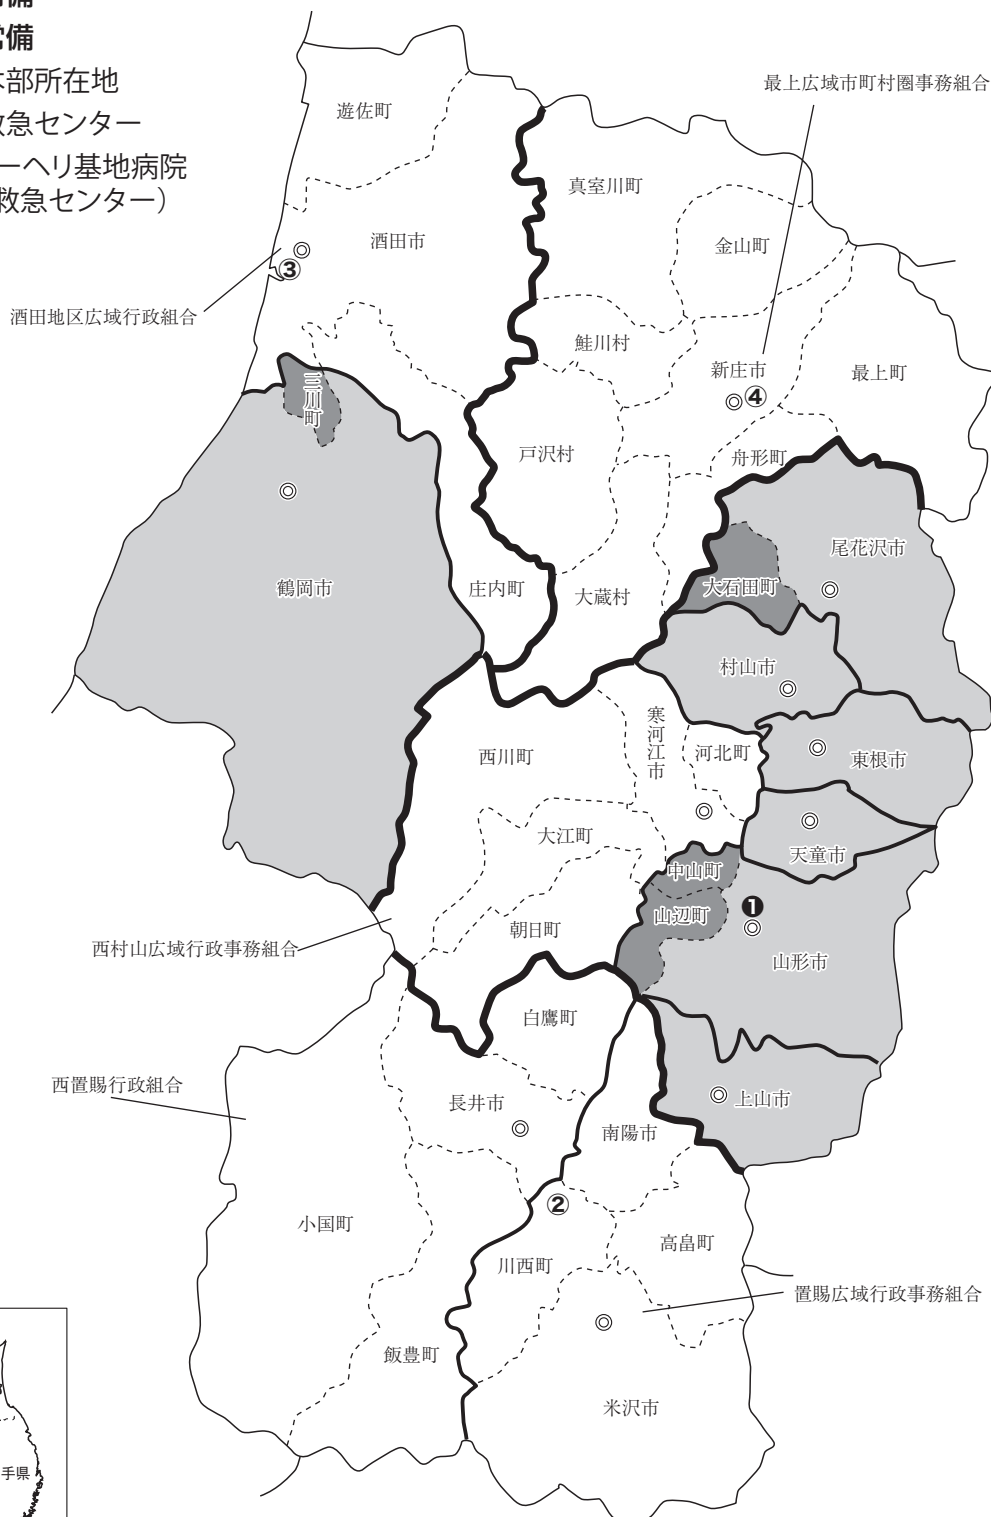 常備
本部所在地
救急センター
ーヘリ基地病院
救急センター）
最上広域市町村圏事務組合
遊佐町
真室川町
酒田市
金山町
③
酒田地区広域行政組合
鮭川村
新庄市
④
最上町
三川町
戸沢村
舟形町
尾花沢市
鶴岡市
庄内町
大蔵村
大石田町
村山市
寒河江市
西川町
河北町
東根市
大江町
天童市
中山町
❶
山辺町
朝日町
西村山広域行政事務組合
山形市
白鷹町
西置賜行政組合
長井市
上山市
南陽市
②
小国町
高畠町
川西町
置賜広域行政事務組合
飯豊町
米沢市
手県